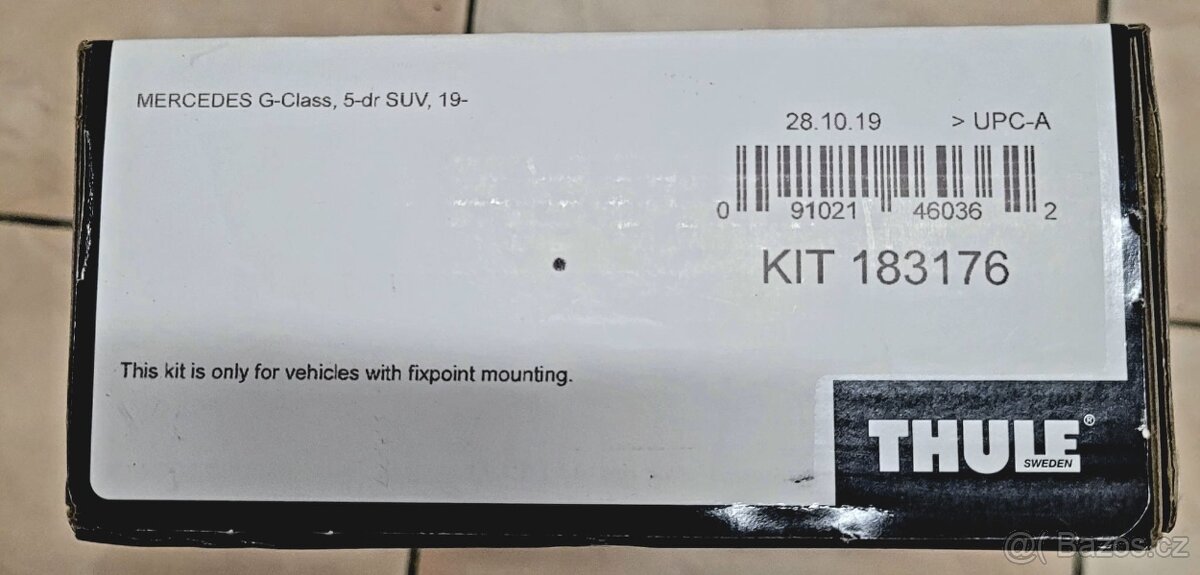 MERCEDES G-Class, 5-dr SUV, 19-
28.10.19 > UPC-A
0 91021 46036 2
KIT 183176
This kit is only for vehicles with fixpoint mounting.
THULE®
SWEDEN
@( Bazos.cz